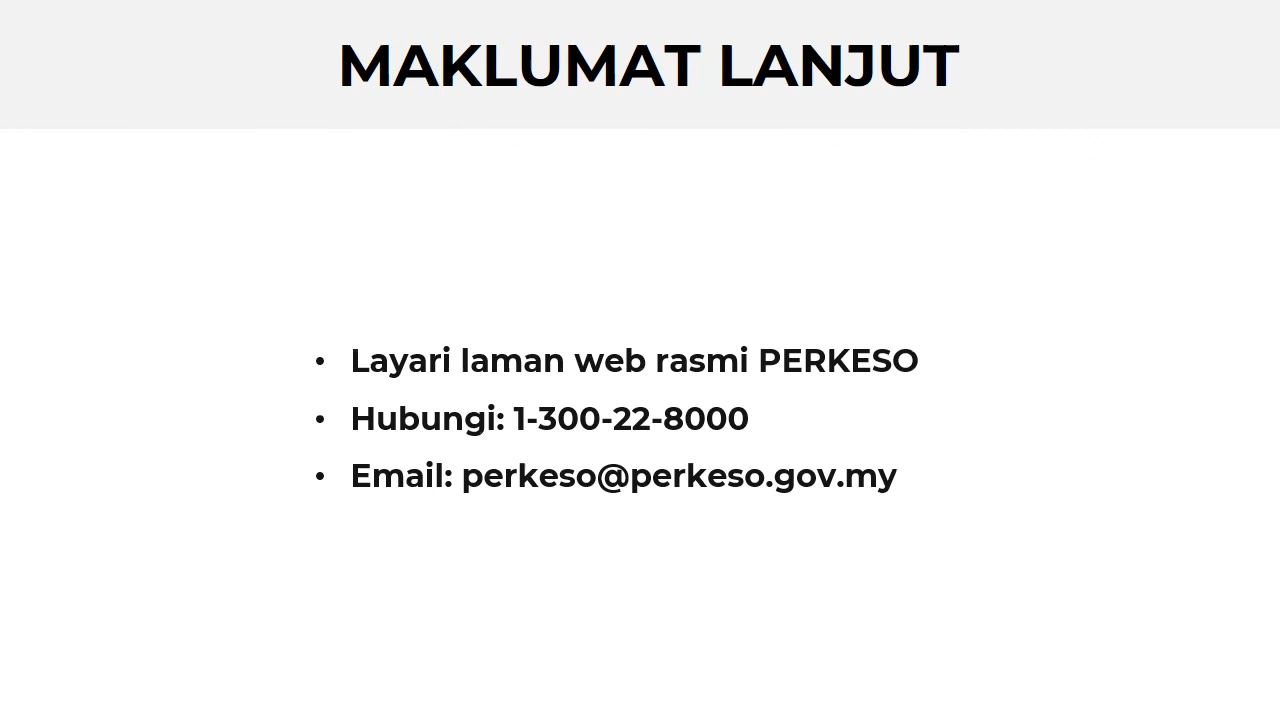 MAKLUMAT LANJUT
• Layari laman web rasmi PERKESO
• Hubungi: 1-300-22-8000
• Email: perkeso@perkeso.gov.my